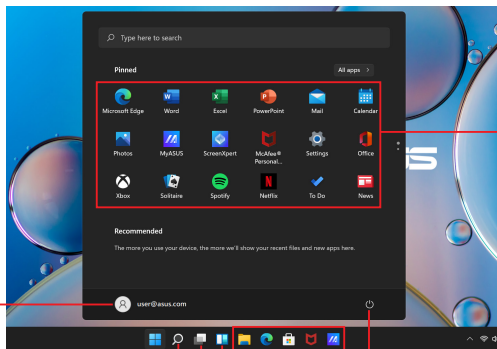 Type here to search
Pinned
All apps >
Microsoft Edge
Word
Excel
PowerPoint
Mail
Calendar
Photos
MyASUS
ScreenXpert
McAfee®
Personal...
Settings
Office
Xbox
Solitaire
Spotify
Netflix
To Do
News
Recommended
The more you use your device, the more we'll show your recent files and new apps here.
user@asus.com